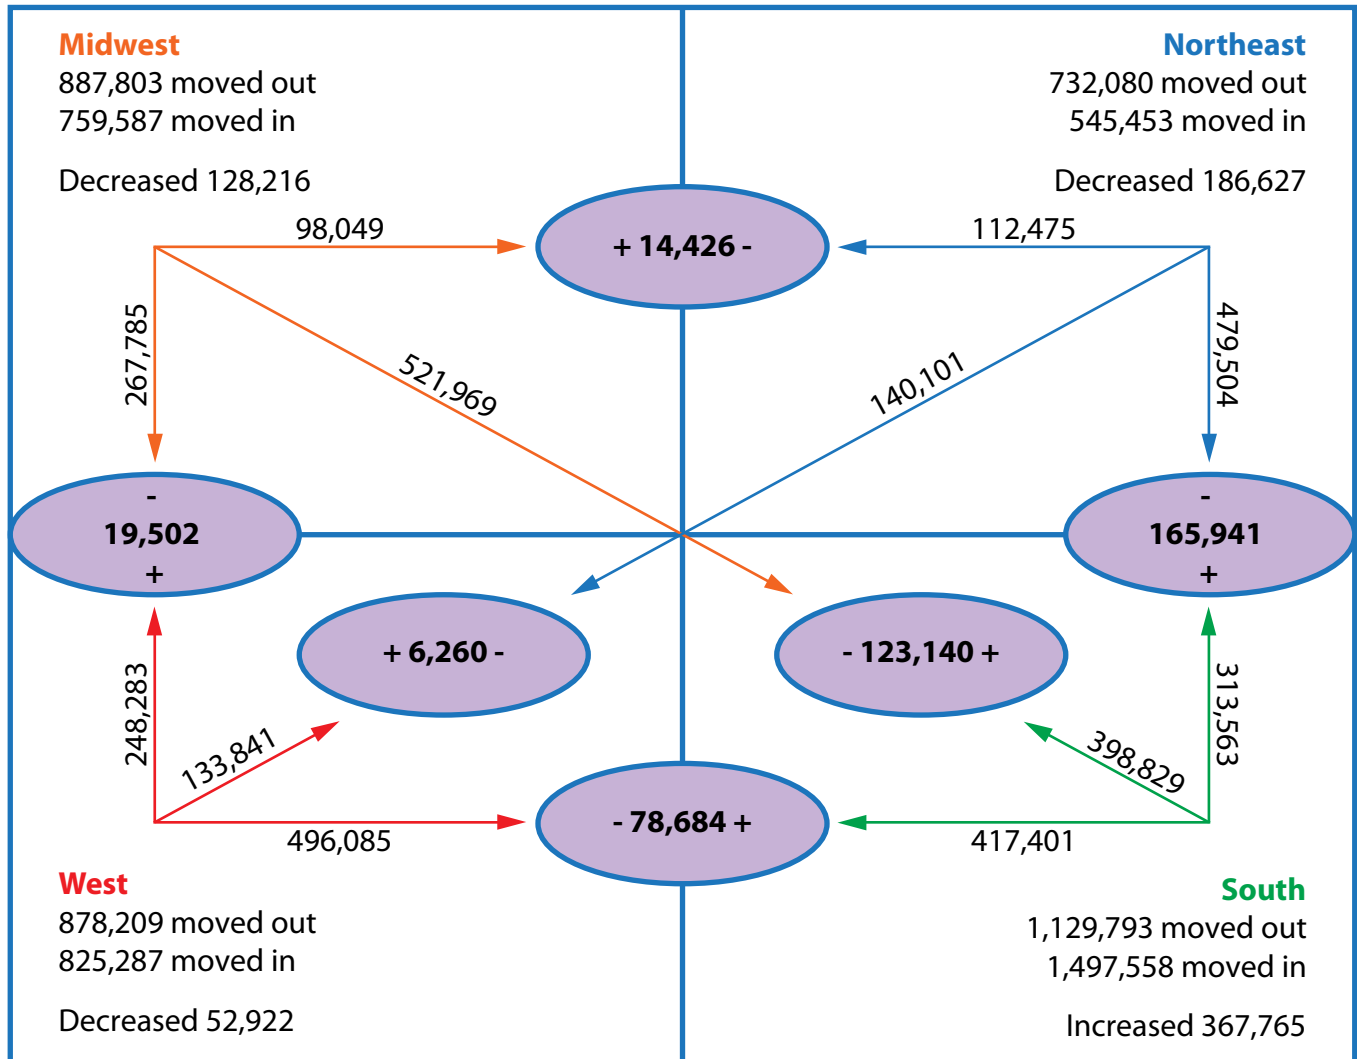 Midwest
887,803 moved out
759,587 moved in
Decreased 128,216
Northeast
732,080 moved out
545,453 moved in
Decreased 186,627
98,049
+ 14,426 -
112,475
267,785
521,969
140,101
479,504
-
19,502
+
-
165,941
+
+ 6,260 -
- 123,140 +
248,283
133,841
496,085
- 78,684 +
417,401
398,829
313,563
West
878,209 moved out
825,287 moved in
Decreased 52,922
South
1,129,793 moved out
1,497,558 moved in
Increased 367,765